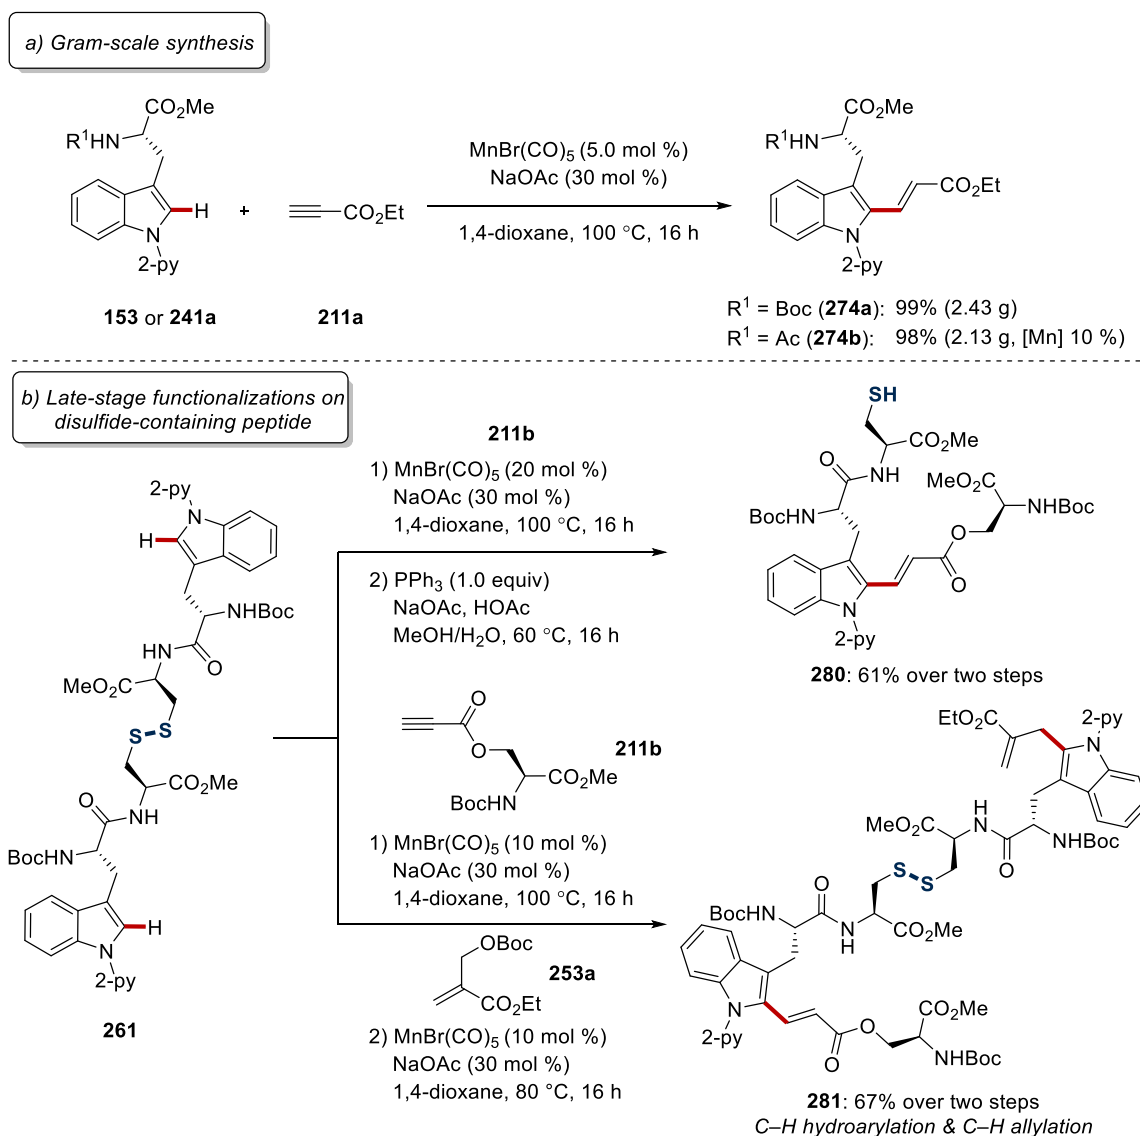 a) Gram-scale synthesis
CO₂Me
R¹HN
H
N
2-py
+
CO₂Et
MnBr(CO)₅ (5.0 mol %)
NaOAc (30 mol %)
1,4-dioxane, 100 °C, 16 h
CO₂Me
R¹HN
CO₂Et
N
2-py
153 or 241a
211a
R¹ = Boc (274a): 99% (2.43 g)
R¹ = Ac (274b): 98% (2.13 g, [Mn] 10 %)
b) Late-stage functionalizations on
disulfide-containing peptide
2-py
N
H
NHBoc
HN
O
MeO₂C
S
S
CO₂Me
O
N
H
BocHN
H
N
2-py
261
211b
1) MnBr(CO)₅ (20 mol %)
NaOAc (30 mol %)
1,4-dioxane, 100 °C, 16 h
2) PPh₃ (1.0 equiv)
NaOAc, HOAc
MeOH/H₂O, 60 °C, 16 h
SH
CO₂Me
O
NH
MeO₂C
BocHN
NHBoc
O
O
N
2-py
280: 61% over two steps
O
O
211b
CO₂Me
BocHN
1) MnBr(CO)₅ (10 mol %)
NaOAc (30 mol %)
1,4-dioxane, 100 °C, 16 h
OBoc
253a
CO₂Et
2) MnBr(CO)₅ (10 mol %)
NaOAc (30 mol %)
1,4-dioxane, 80 °C, 16 h
EtO₂C
2-py
N
H
MeO₂C
N
NHBoc
O
S
S
O
BocHN
N
H
CO₂Me
N
2-py
O
O
CO₂Me
NHBoc
281: 67% over two steps
C–H hydroarylation & C–H allylation